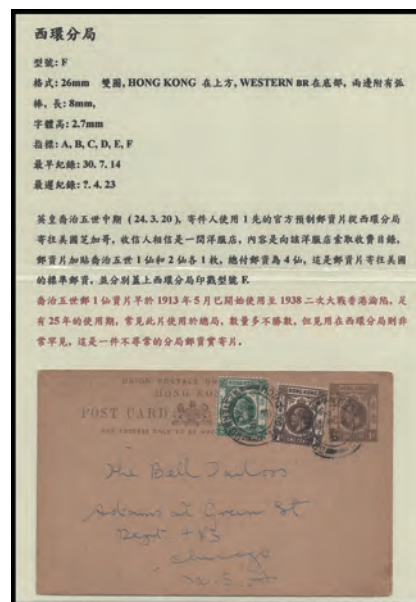 西環分局
型號: F
格式: 26mm 雙圈, HONG KONG 在上方, WESTERN BR 在底部, 兩邊附有弧
棒, 長: 8mm,
字體高: 2.7mm
指標: A, B, C, D, E, F
最早紀錄: 30. 7. 14
最遲紀錄: ?. 4. 23
英皇喬治五世中期 (24. 3. 20), 寄件人使用 1 先的官方預制郵資片從西環分局
寄往美國芝加哥, 收信人相信是一間洋服店, 內容是向該洋服店索取收費目錄,
郵資片加貼喬治五世 1 仙和 2 仙各 1 枚, 總付郵資為 4 仙, 這是郵資片寄往美國
的標準郵資, 並分別蓋上西環分局印戳型號 F.
喬治五世郵 1 仙資片早於 1913 年 5 月已開始使用至 1938 二次大戰香港淪陷, 足
有 25 年的使用期, 常見此片使用於總局, 數量多不勝數, 但見用在西環分局則非
常罕見, 這是一件不尋常的分局郵資實寄片.
UNION POSTALE
HONG
POST CARD
HONG KONG
The Bell Tailors
Adams at Green St
Dept
Chicago
U.S.A